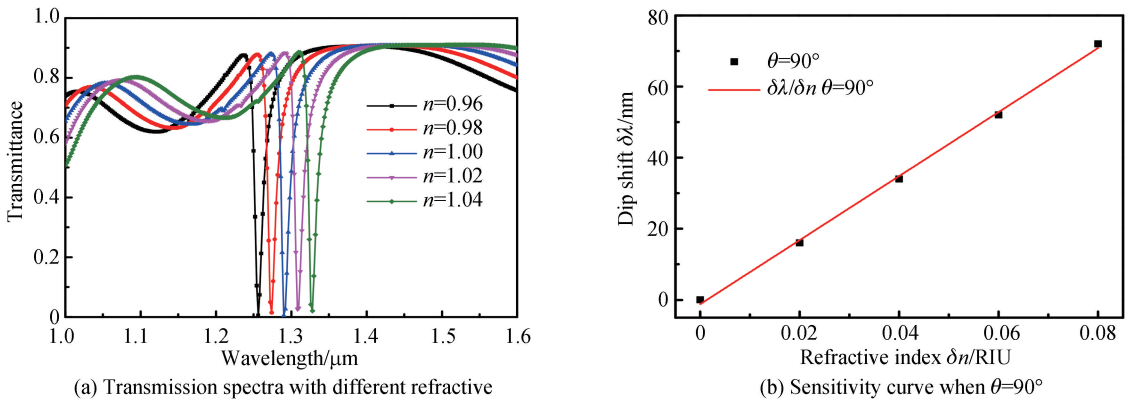 1.0
0.8
0.6
0.4
0.2
0
Transmittance
n=0.96
n=0.98
n=1.00
n=1.02
n=1.04
1.0 1.1 1.2 1.3 1.4 1.5 1.6
Wavelength/μm
(a) Transmission spectra with different refractive
80
60
40
20
0
Dip shift δλ/nm
θ=90°
δλ/δn θ=90°
0 0.02 0.04 0.06 0.08
Refractive index δn/RIU
(b) Sensitivity curve when θ=90°